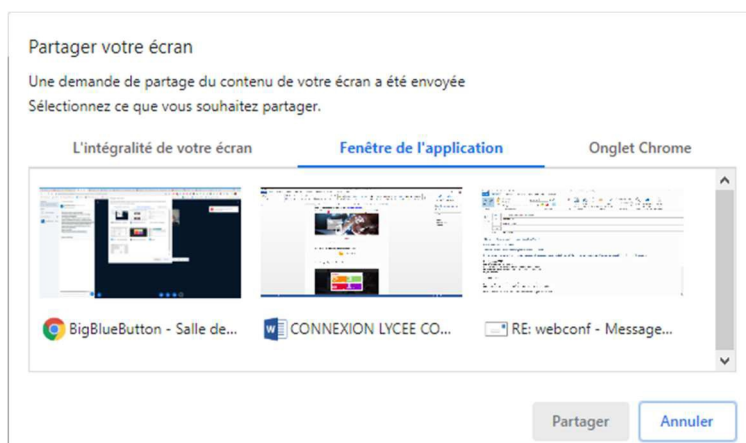 Partager votre écran
Une demande de partage du contenu de votre écran a été envoyée
Sélectionnez ce que vous souhaitez partager.
L'intégralité de votre écran Fenêtre de l'application Onglet Chrome
BigBlueButton - Salle de... CONNEXION LYCEE CO... RE: webconf - Message...
Partager Annuler